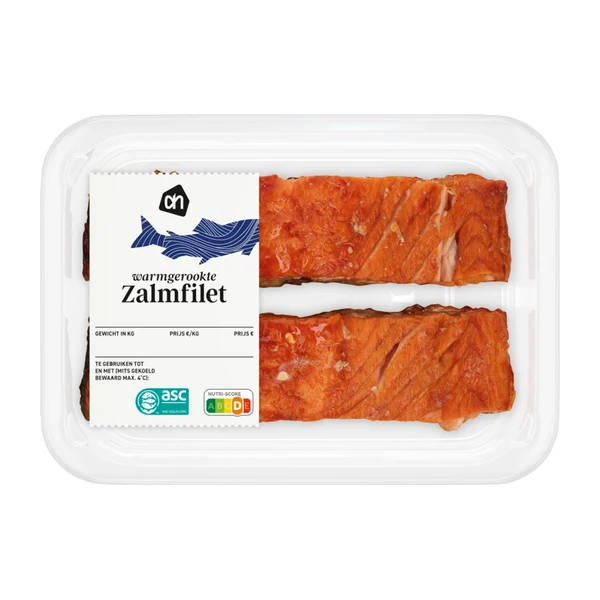 ah
warmgerookte
Zalmfilet
GEWICHT IN KG PRIJS €/KG PRIJS €
TE GEBRUIKEN TOT
EN MET (MITS GEKOELD
BEWAARD MAX. 4°C):
asc
NUTRI-SCORE
A B C D E